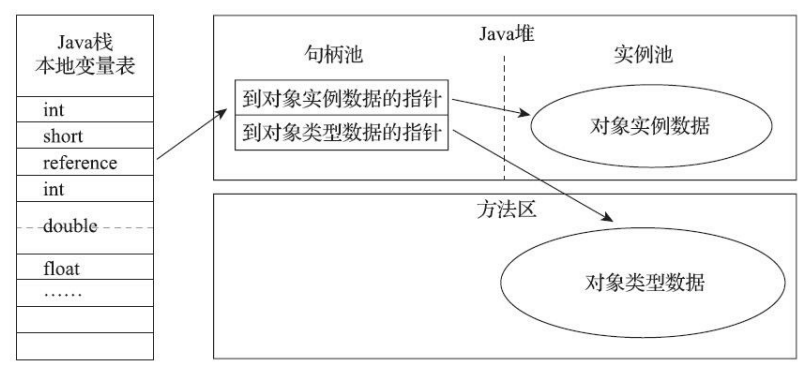 Java栈
本地变量表
int
short
reference
int
double
float
……
Java堆
句柄池
实例池
到对象实例数据的指针
到对象类型数据的指针
对象实例数据
方法区
对象类型数据